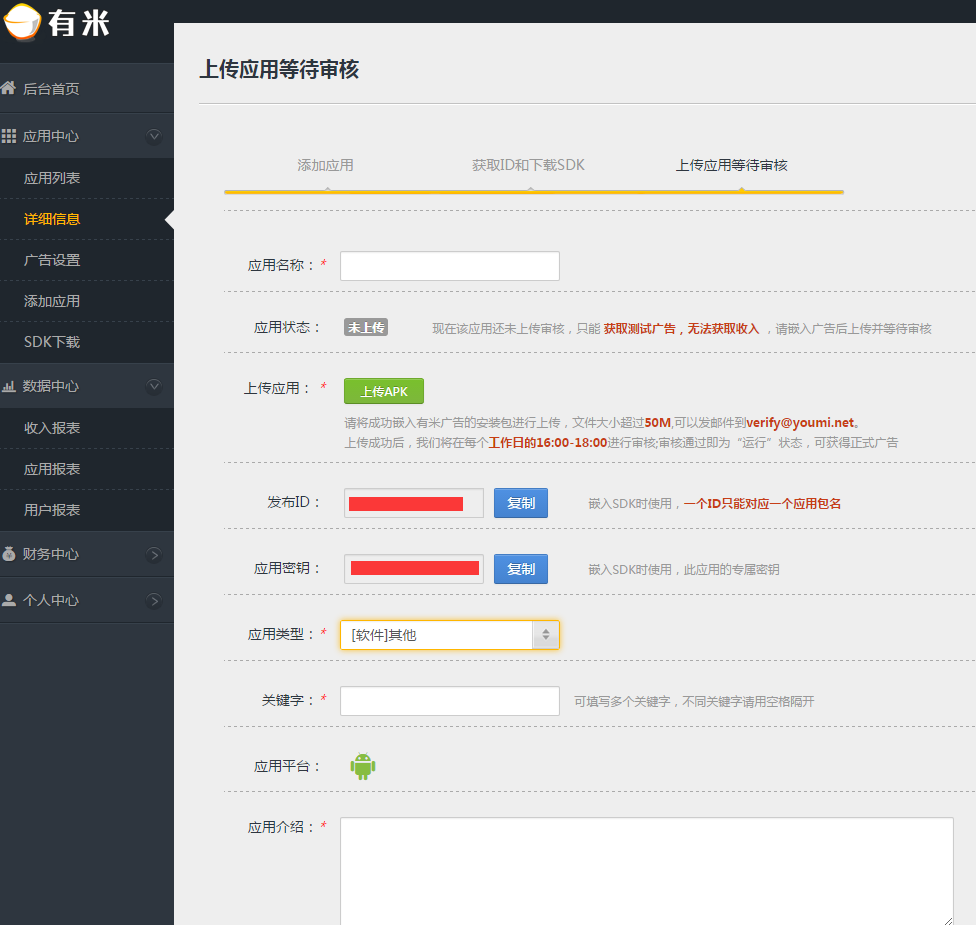 有米
后台首页
应用中心
应用列表
详细信息
广告设置
添加应用
SDK下载
数据中心
收入报表
应用报表
用户报表
财务中心
个人中心
上传应用等待审核
添加应用 获取ID和下载SDK 上传应用等待审核
应用名称：*
应用状态： 未上传 现在该应用还未上传审核，只能 获取测试广告，无法获取收入 ，请嵌入广告后上传并等待审核
上传应用： * 上传APK
请将成功嵌入有米广告的安装包进行上传，文件大小超过50M,可以发邮件到verify@youmi.net。
上传成功后，我们将在每个工作日的16:00-18:00进行审核;审核通过即为“运行”状态，可获得正式广告
发布ID： 复制 嵌入SDK时使用，一个ID只能对应一个应用包名
应用密钥： 复制 嵌入SDK时使用，此应用的专属密钥
应用类型：* [软件]其他
关键字：* 可填写多个关键字，不同关键字请用空格隔开
应用平台：
应用介绍：*